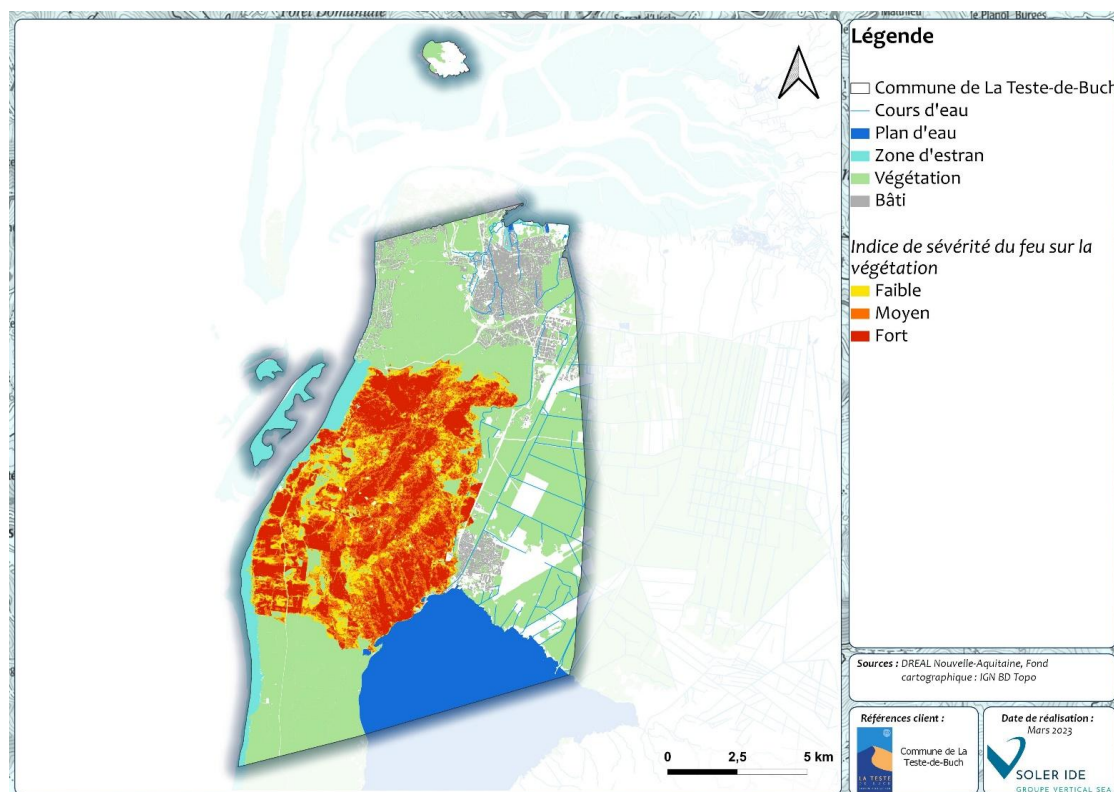 Légende
Commune de La Teste-de-Buch
Cours d'eau
Plan d'eau
Zone d'estran
Végétation
Bâti
Indice de sévérité du feu sur la
végétation
Faible
Moyen
Fort
0 2,5 5 km
Sources : DREAL Nouvelle-Aquitaine, Fond
cartographique : IGN BD Topo
Références client :
LA TESTE
Commune de La
Teste-de-Buch
Date de réalisation :
Mars 2023
SOLER IDE
GROUPE VERTICAL SEA